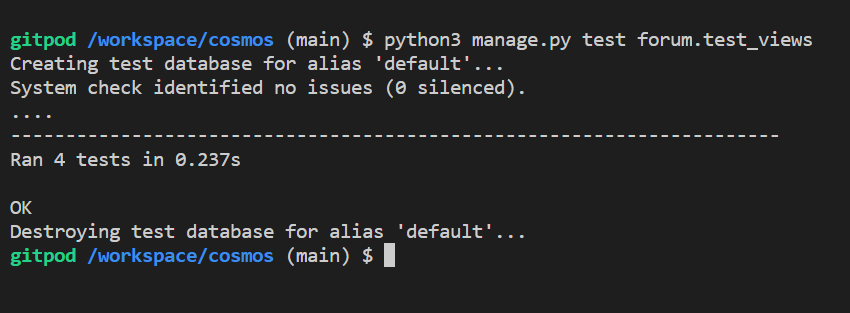 gitpod /workspace/cosmos (main) $ python3 manage.py test forum.test_views
Creating test database for alias 'default'...
System check identified no issues (0 silenced).
....
----------------------------------------------------------------------
Ran 4 tests in 0.237s
OK
Destroying test database for alias 'default'...
gitpod /workspace/cosmos (main) $